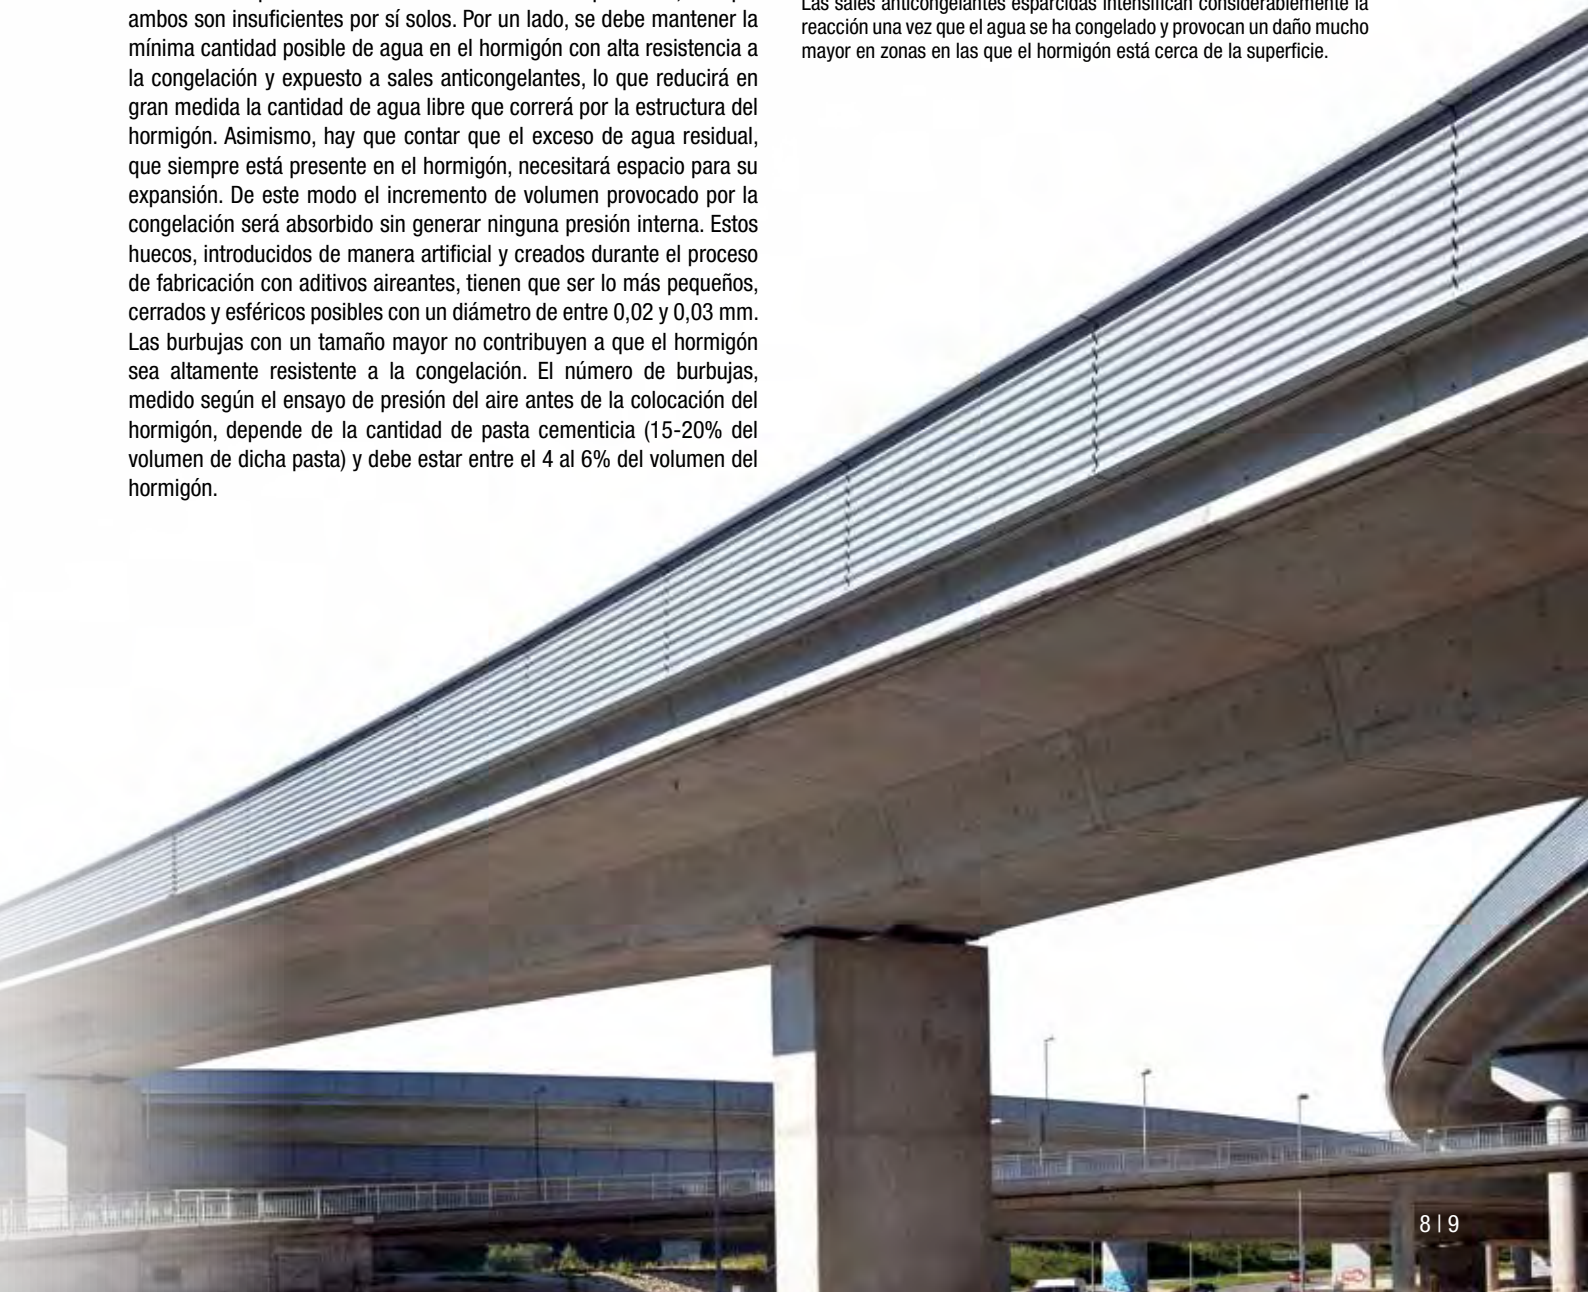 ambos son insuficientes por sí solos. Por un lado, se debe mantener la
mínima cantidad posible de agua en el hormigón con alta resistencia a
la congelación y expuesto a sales anticongelantes, lo que reducirá en
gran medida la cantidad de agua libre que correrá por la estructura del
hormigón. Asimismo, hay que contar que el exceso de agua residual,
que siempre está presente en el hormigón, necesitará espacio para su
expansión. De este modo el incremento de volumen provocado por la
congelación será absorbido sin generar ninguna presión interna. Estos
huecos, introducidos de manera artificial y creados durante el proceso
de fabricación con aditivos aireantes, tienen que ser lo más pequeños,
cerrados y esféricos posibles con un diámetro de entre 0,02 y 0,03 mm.
Las burbujas con un tamaño mayor no contribuyen a que el hormigón
sea altamente resistente a la congelación. El número de burbujas,
medido según el ensayo de presión del aire antes de la colocación del
hormigón, depende de la cantidad de pasta cementicia (15-20% del
volumen de dicha pasta) y debe estar entre el 4 al 6% del volumen del
hormigón.
Las sales anticongelantes esparcidas intensifican considerablemente la
reacción una vez que el agua se ha congelado y provocan un daño mucho
mayor en zonas en las que el hormigón está cerca de la superficie.
8 | 9